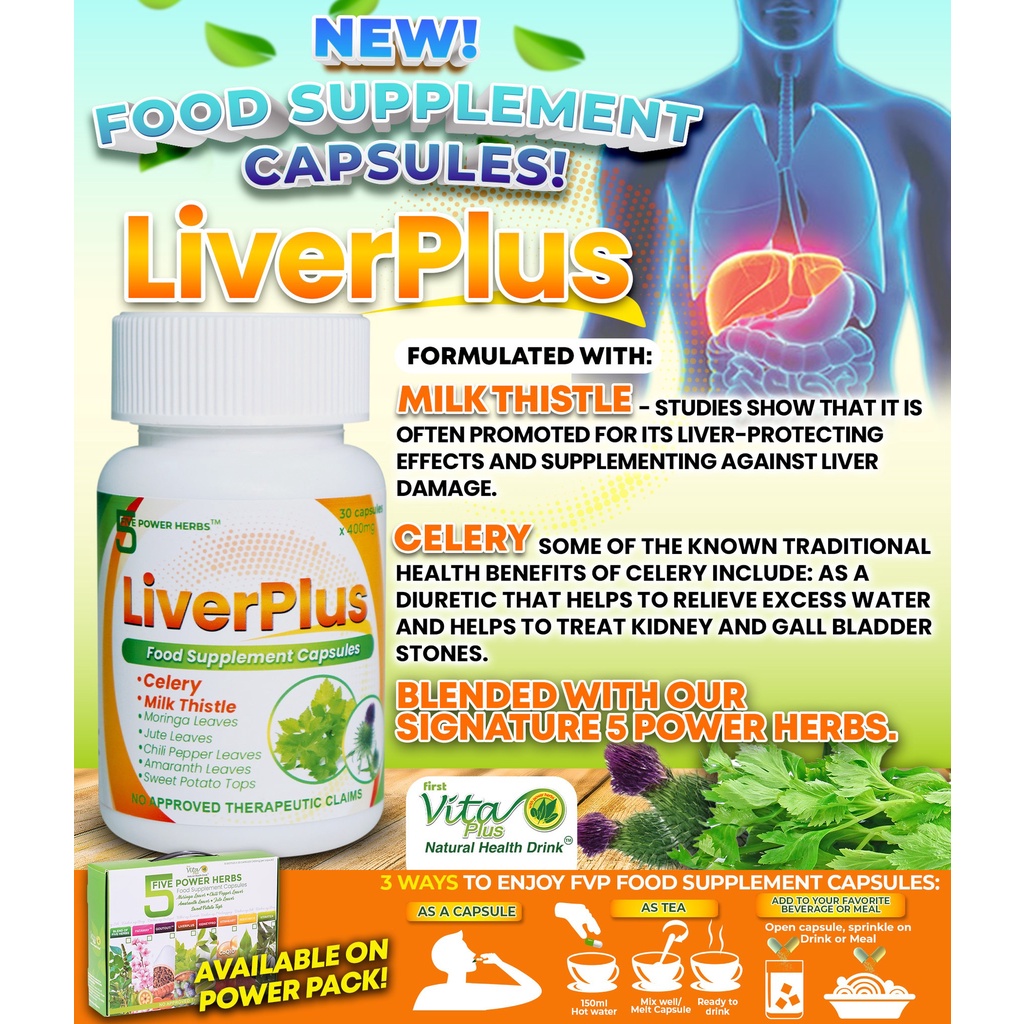 NEW!
FOOD SUPPLEMENT
CAPSULES!
LiverPlus
FORMULATED WITH:
MILK THISTLE – STUDIES SHOW THAT IT IS
OFTEN PROMOTED FOR ITS LIVER-PROTECTING
EFFECTS AND SUPPLEMENTING AGAINST LIVER
DAMAGE.
CELERY SOME OF THE KNOWN TRADITIONAL
HEALTH BENEFITS OF CELERY INCLUDE: AS A
DIURETIC THAT HELPS TO RELIEVE EXCESS WATER
AND HELPS TO TREAT KIDNEY AND GALL BLADDER
STONES.
BLENDED WITH OUR
SIGNATURE 5 POWER HERBS.
5 FIVE POWER HERBS™
30 capsules
x 400mg
LiverPlus
Food Supplement Capsules
•Celery
•Milk Thistle
•Moringa Leaves
•Jute Leaves
•Chili Pepper Leaves
•Amaranth Leaves
•Sweet Potato Tops
NO APPROVED THERAPEUTIC CLAIMS
first
Vita
Plus
Natural Health Drink™
Vita
5 FIVE POWER HERBS
Food Supplement Capsules
AVAILABLE ON
POWER PACK!
3 WAYS TO ENJOY FVP FOOD SUPPLEMENT CAPSULES:
AS A CAPSULE
AS TEA
150ml
Hot water
Mix well/
Melt Capsule
Ready to
drink
ADD TO YOUR FAVORITE
BEVERAGE OR MEAL
Open capsule, sprinkle on
Drink or Meal